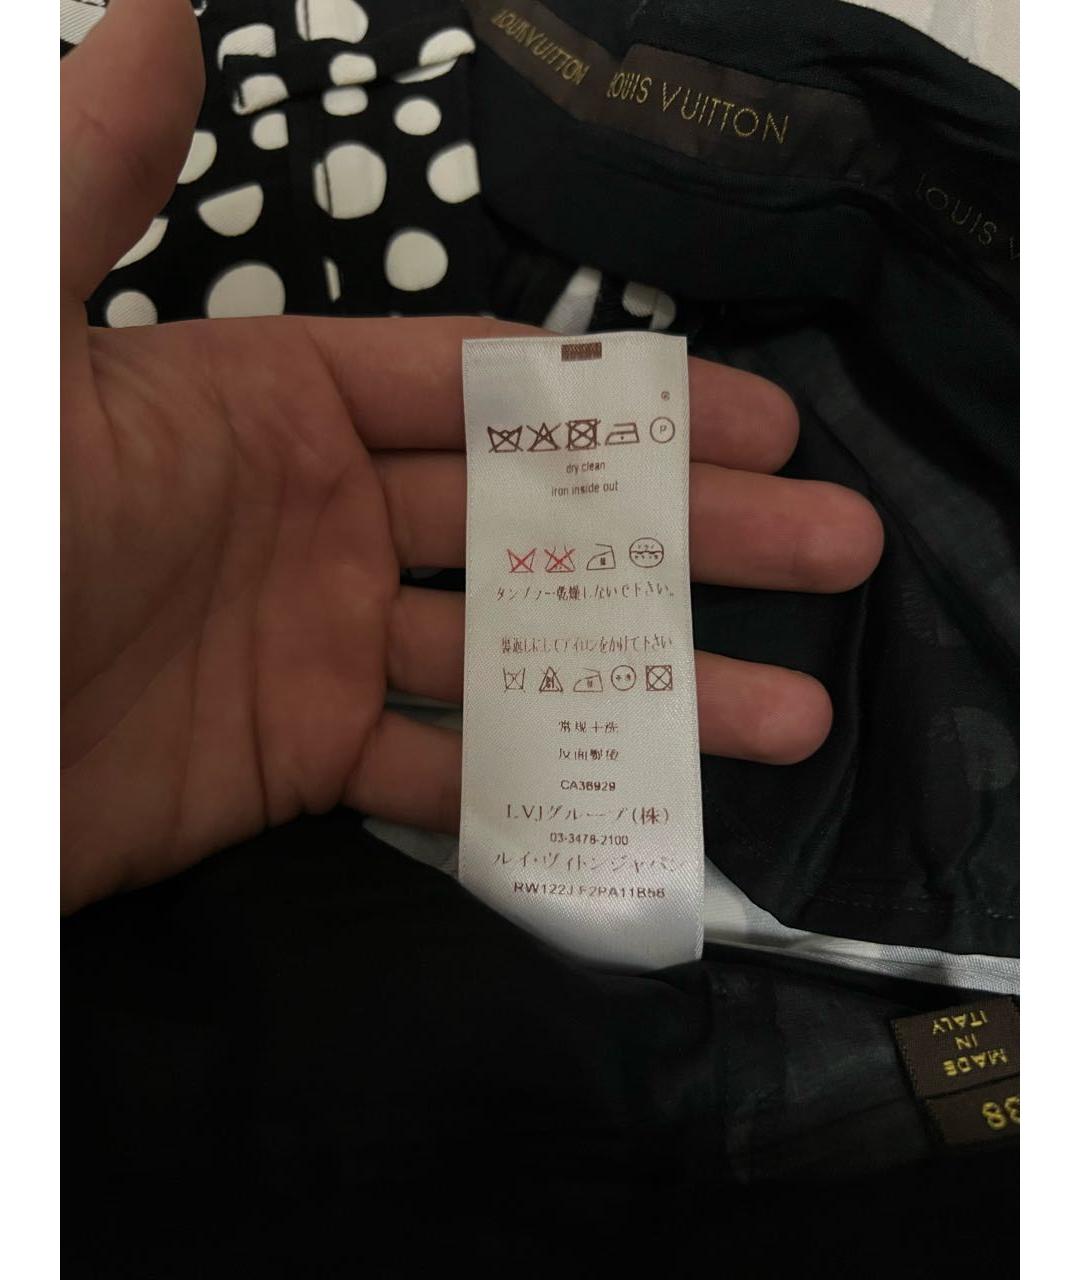 LOUIS VUITTON
LOUIS VUITTON
LOUIS V
dry clean
iron inside out
タンブラー乾燥しないで下さい。
裏返しにしてアイロンをかけて下さい
常规干洗
反面熨烫
CA36929
LVJグループ(株)
03-3478-2100
ルイ・ヴィトンジャパン
RW122J F2PA11B58
MADE
IN
ITALY
38